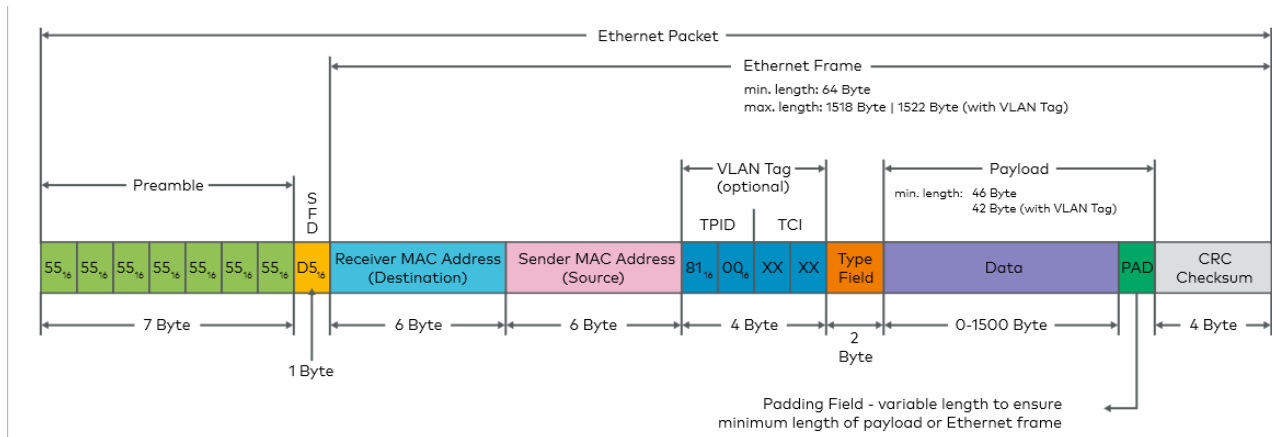 Ethernet Packet
Ethernet Frame
min. length: 64 Byte
max. length: 1518 Byte | 1522 Byte (with VLAN Tag)
Preamble
S
F
D
VLAN Tag
(optional)
TPID
TCI
Payload
min. length: 46 Byte
42 Byte (with VLAN Tag)
55₁₆ 55₁₆ 55₁₆ 55₁₆ 55₁₆ 55₁₆ 55₁₆ D5₁₆
Receiver MAC Address
(Destination)
Sender MAC Address
(Source)
81₁₆ 00₁₆ XX XX
Type
Field
Data
PAD
CRC
Checksum
7 Byte
1 Byte
6 Byte
6 Byte
4 Byte
2
Byte
0-1500 Byte
4 Byte
Padding Field - variable length to ensure
minimum length of payload or Ethernet frame